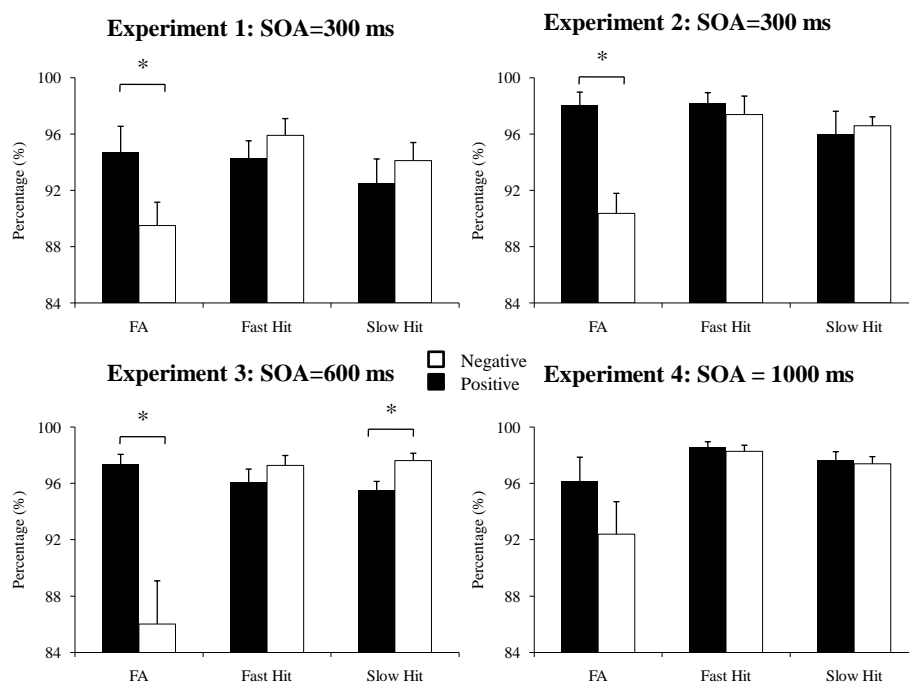 Experiment 1: SOA=300 ms
*
Percentage (%)
100
96
92
88
84
FA Fast Hit Slow Hit
Experiment 2: SOA=300 ms
*
Percentage (%)
100
96
92
88
84
FA Fast Hit Slow Hit
Negative
Positive
Experiment 3: SOA=600 ms
*
*
Percentage (%)
100
96
92
88
84
FA Fast Hit Slow Hit
Experiment 4: SOA = 1000 ms
Percentage (%)
100
96
92
88
84
FA Fast Hit Slow Hit